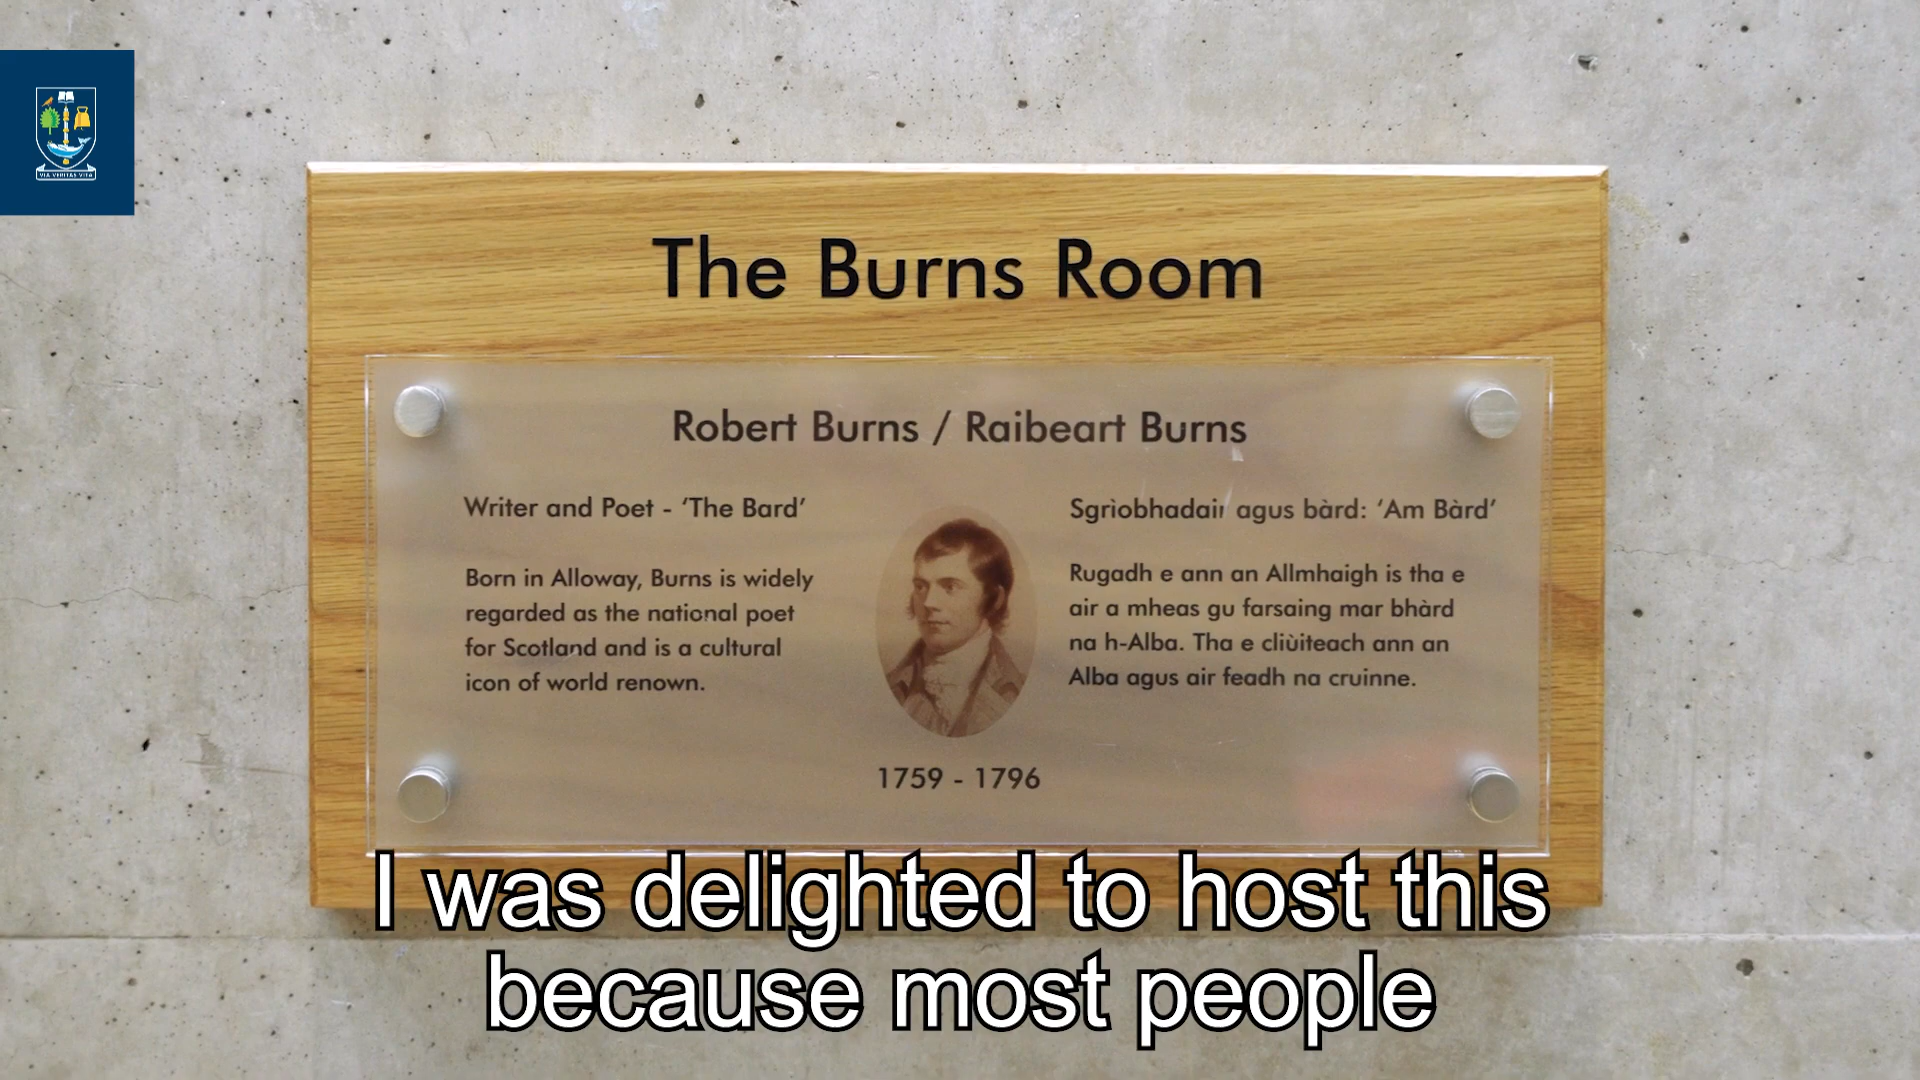 VIA VERITAS VITA
The Burns Room
Robert Burns / Raibeart Burns
Writer and Poet - ‘The Bard’
Born in Alloway, Burns is widely
regarded as the national poet
for Scotland and is a cultural
icon of world renown.
Sgrìobhadair agus bàrd: ‘Am Bàrd’
Rugadh e ann an Allmhaigh is tha e
air a mheas gu farsaing mar bhàrd
na h-Alba. Tha e cliùiteach ann an
Alba agus air feadh na cruinne.
1759 - 1796
I was delighted to host this
because most people